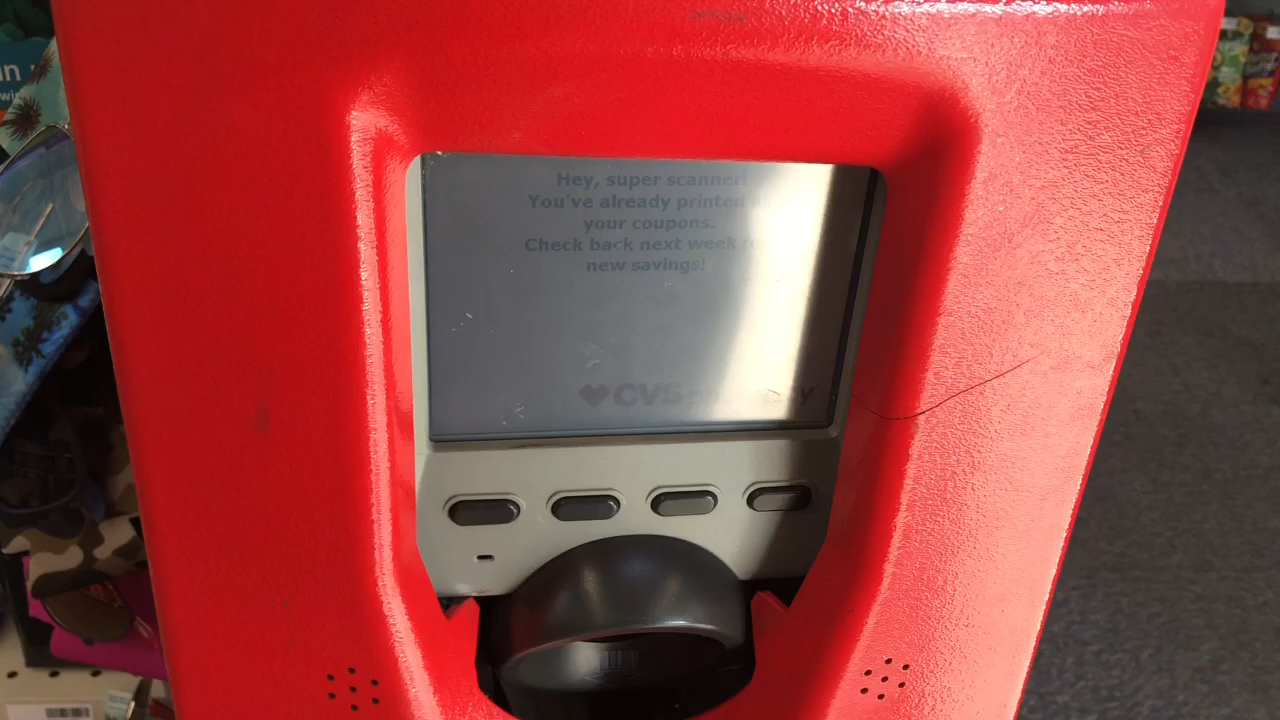 Hey, super scanner!
You've already printed
your coupons.
Check back next week
new savings!
CVS